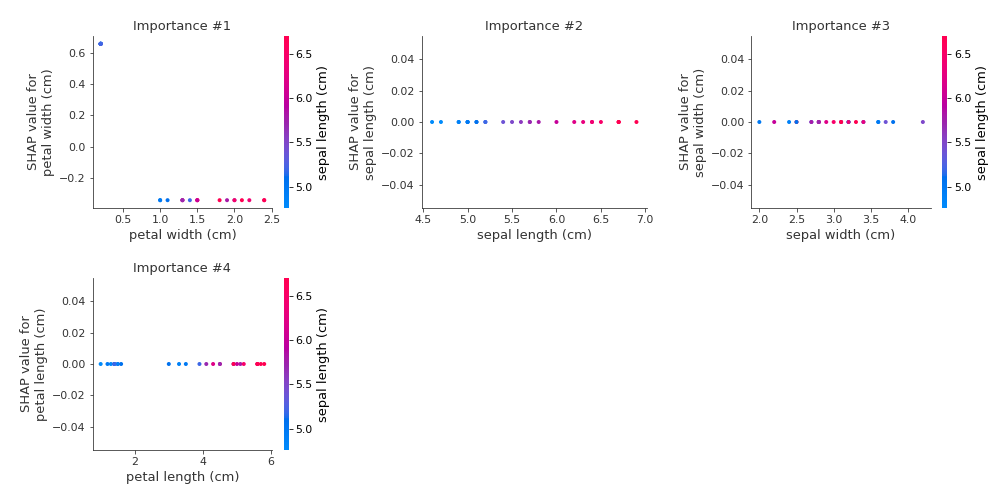 Importance #1
Importance #2
Importance #3
SHAP value for
petal width (cm)
0.6
0.4
0.2
0.0
−0.2
0.5
1.0
1.5
2.0
2.5
petal width (cm)
6.5
6.0
5.5
5.0
sepal length (cm)
SHAP value for
sepal length (cm)
0.04
0.02
0.00
−0.02
−0.04
4.5
5.0
5.5
6.0
6.5
7.0
sepal length (cm)
SHAP value for
sepal width (cm)
0.04
0.02
0.00
−0.02
−0.04
2.0
2.5
3.0
3.5
4.0
sepal width (cm)
6.5
6.0
5.5
5.0
sepal length (cm)
Importance #4
SHAP value for
petal length (cm)
0.04
0.02
0.00
−0.02
−0.04
2
4
6
petal length (cm)
6.5
6.0
5.5
5.0
sepal length (cm)